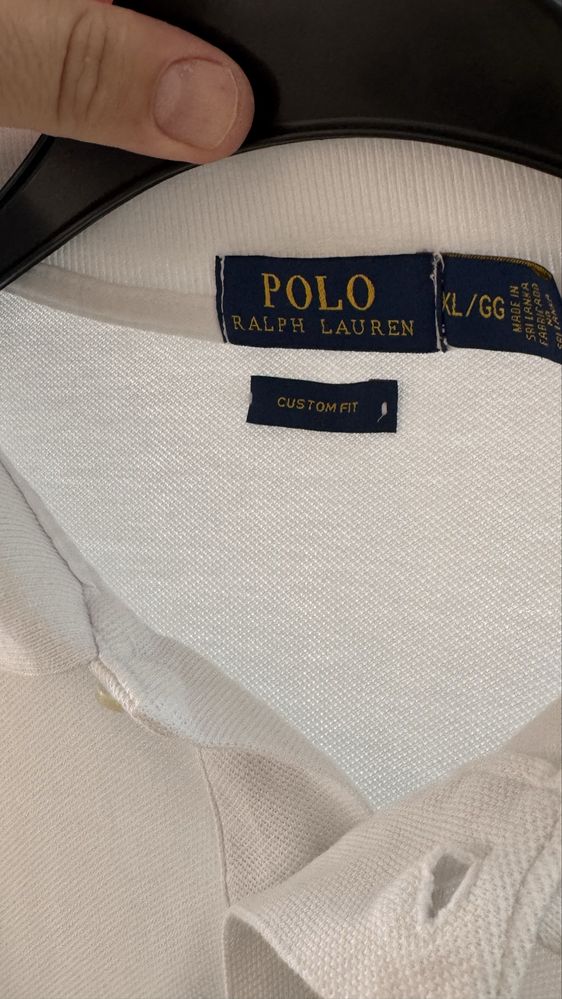 POLO
RALPH LAUREN
XL/GG
MADE IN
SRI LANKA
FABRICADO
CUSTOM FIT